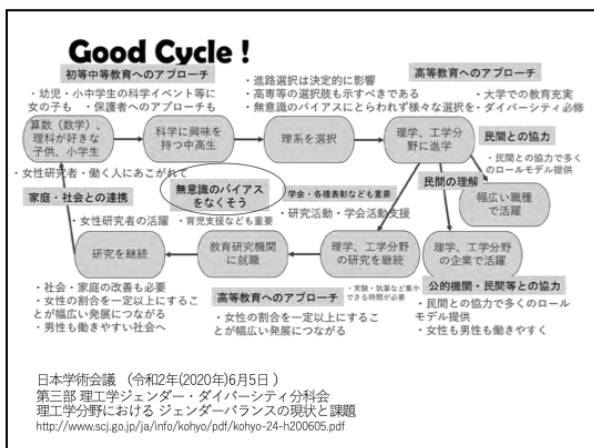 Good Cycle !
初等中等教育へのアプローチ
・幼児・小中学生の科学イベント等に
女の子も ・保護者へのアプローチも
・進路選択は決定的に影響
・高専等の選択肢も示すべきである
・無意識のバイアスにとらわれず様々な選択を
高等教育へのアプローチ
・大学での教育充実
・ダイバーシティ必修
算数（数学）、
理科が好きな
子供、小学生
科学に興味を
持つ中高生
理系を選択
理学、工学分
野に進学
民間との協力
・民間との協力で多く
のロールモデル提供
・女性研究者・働く人にあこがれて
家庭・社会との連携
無意識のバイアス
をなくそう
学会・各種表彰なども重要
民間の理解
幅広い職種
で活躍
・女性研究者の活躍
・育児支援なども重要
・研究活動・学会活動支援
研究を継続
教育研究機関
に就職
理学、工学分野
の研究を継続
理学、工学分野
の企業で活躍
・社会・家庭の改善も必要
・女性の割合を一定以上にするこ
とが幅広い発展につながる
・男性も働きやすい社会へ
高等教育へのアプローチ
・実験・執筆など集中
できる時間が必要
・女性の割合を一定以上にするこ
とが幅広い発展につながる
公的機関・民間等との協力
・民間との協力で多くのロール
モデル提供
・女性も男性も働きやすく
日本学術会議 （令和2年(2020年)6月5日 ）
第三部 理工学ジェンダー・ダイバーシティ分科会
理工学分野における ジェンダーバランスの現状と課題
http://www.scj.go.jp/ja/info/kohyo/pdf/kohyo-24-h200605.pdf